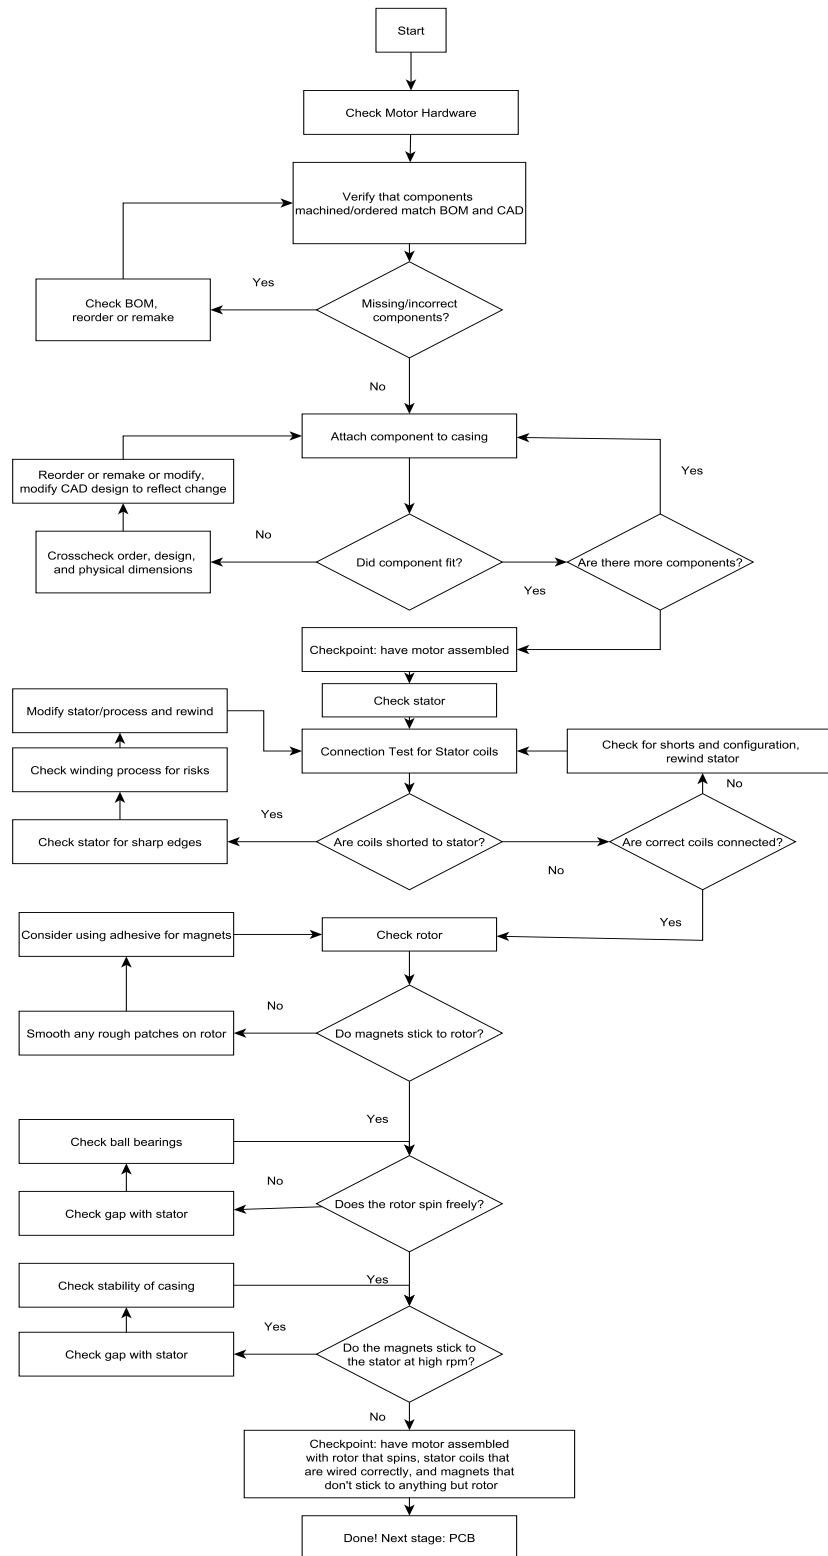 Start
Check Motor Hardware
Verify that components
machined/ordered match BOM and CAD
Yes
Check BOM,
reorder or remake
Missing/incorrect
components?
No
Attach component to casing
Reorder or remake or modify,
modify CAD design to reflect change
Yes
No
Crosscheck order, design,
and physical dimensions
Did component fit?
Are there more components?
Yes
Checkpoint: have motor assembled
Check stator
Modify stator/process and rewind
Connection Test for Stator coils
Check for shorts and configuration,
rewind stator
Check winding process for risks
No
Yes
Check stator for sharp edges
Are coils shorted to stator?
Are correct coils connected?
No
Yes
Consider using adhesive for magnets
Check rotor
No
Smooth any rough patches on rotor
Do magnets stick to rotor?
Yes
Check ball bearings
No
Does the rotor spin freely?
Check gap with stator
Yes
Check stability of casing
Yes
Check gap with stator
Do the magnets stick to
the stator at high rpm?
No
Checkpoint: have motor assembled
with rotor that spins, stator coils that
are wired correctly, and magnets that
don't stick to anything but rotor
Done! Next stage: PCB